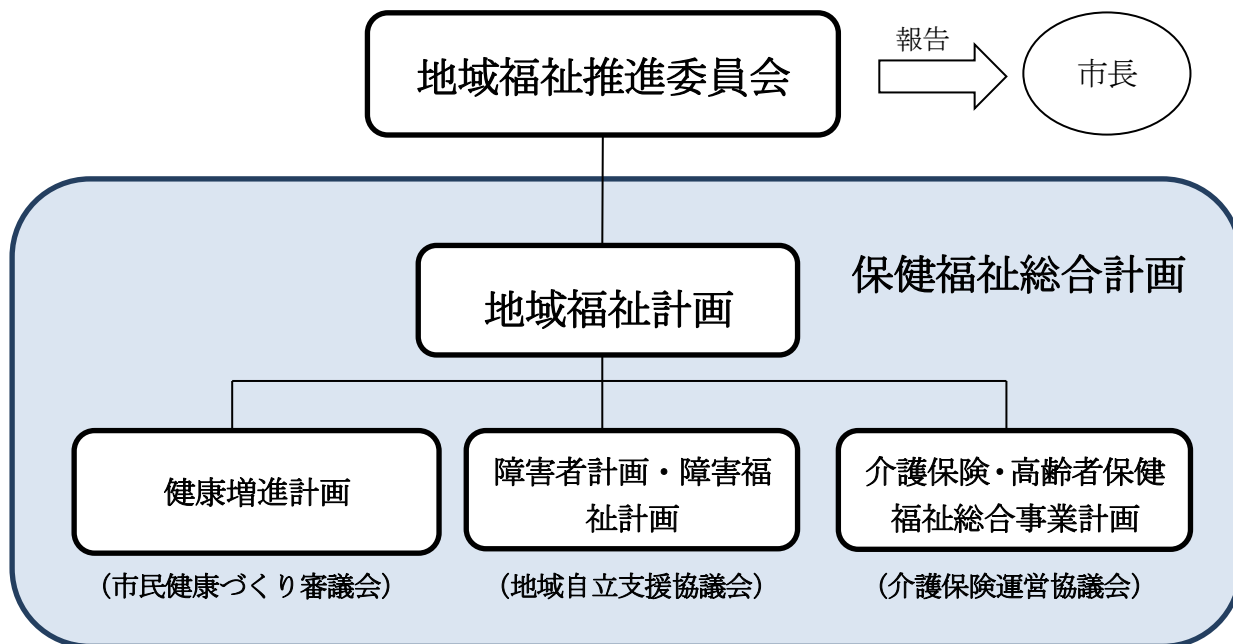 地域福祉推進委員会
報告
市長
保健福祉総合計画
地域福祉計画
健康増進計画
障害者計画・障害福
祉計画
介護保険・高齢者保健
福祉総合事業計画
（市民健康づくり審議会）
（地域自立支援協議会）
（介護保険運営協議会）